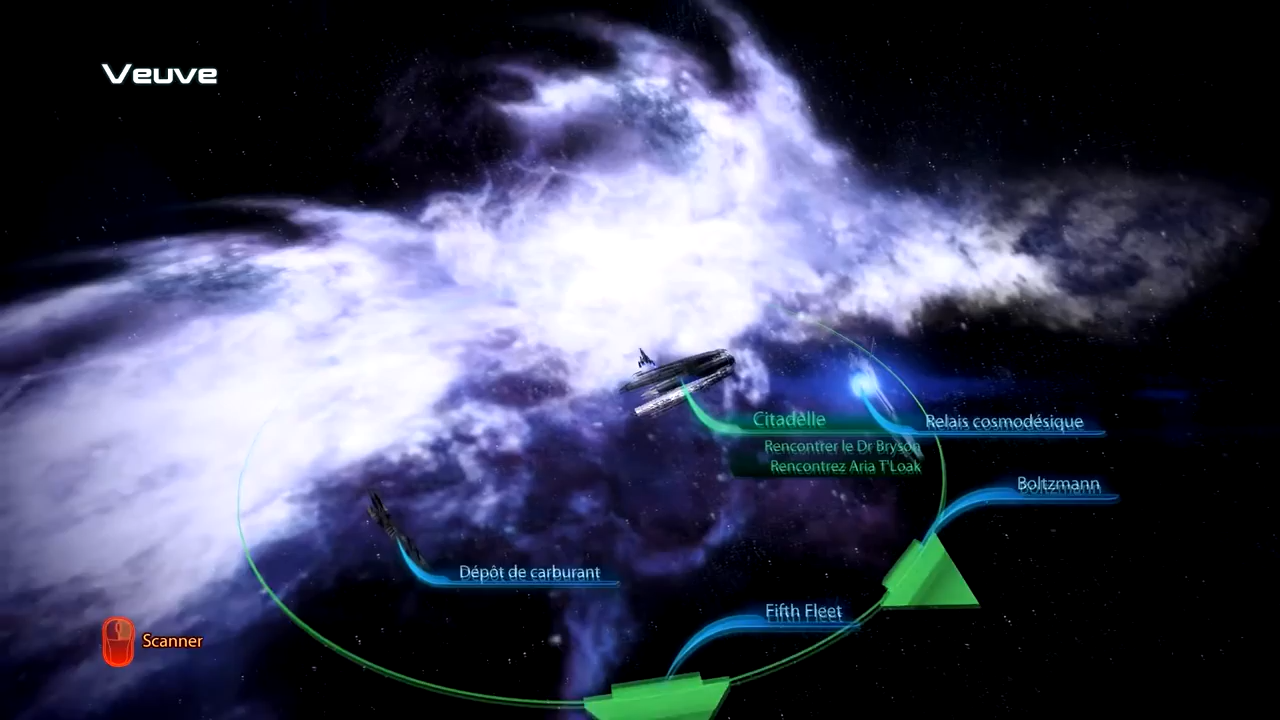 Veuve
Citadelle
Rencontrer le Dr Bryson
Rencontrez Aria T'Loak
Relais cosmodésique
Boltzmann
Dépôt de carburant
Fifth Fleet
Scanner